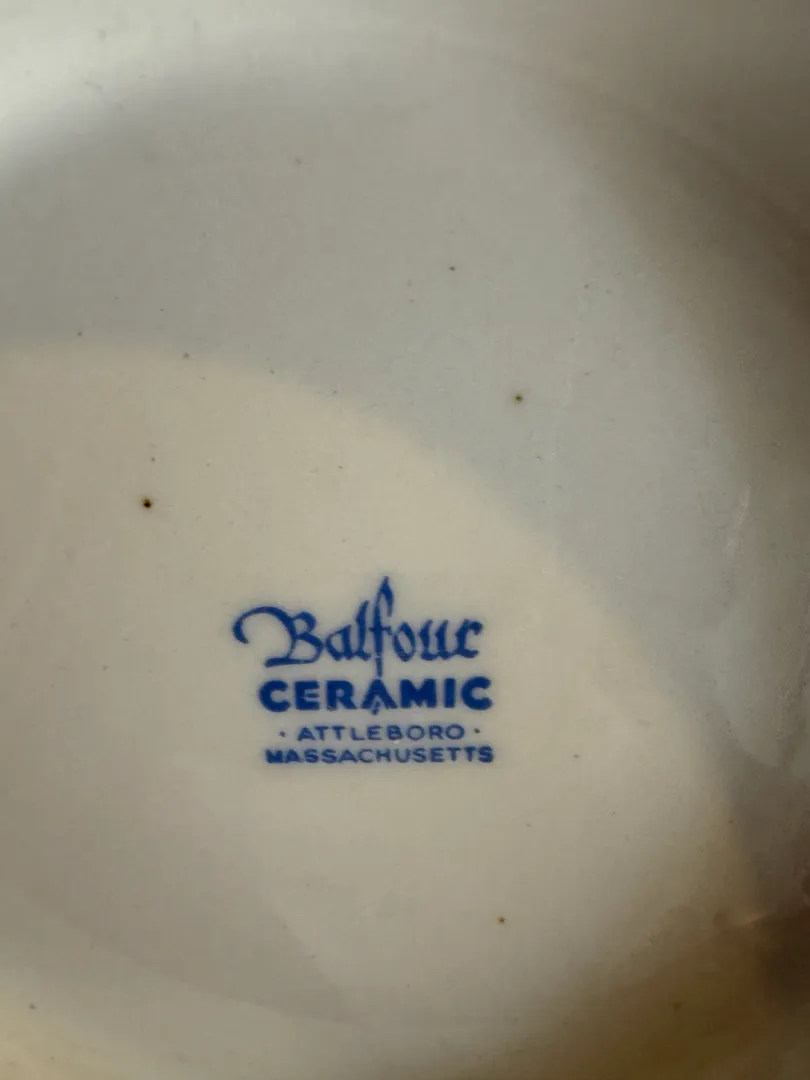 Balfour
CERAMIC
· ATTLEBORO ·
MASSACHUSETTS